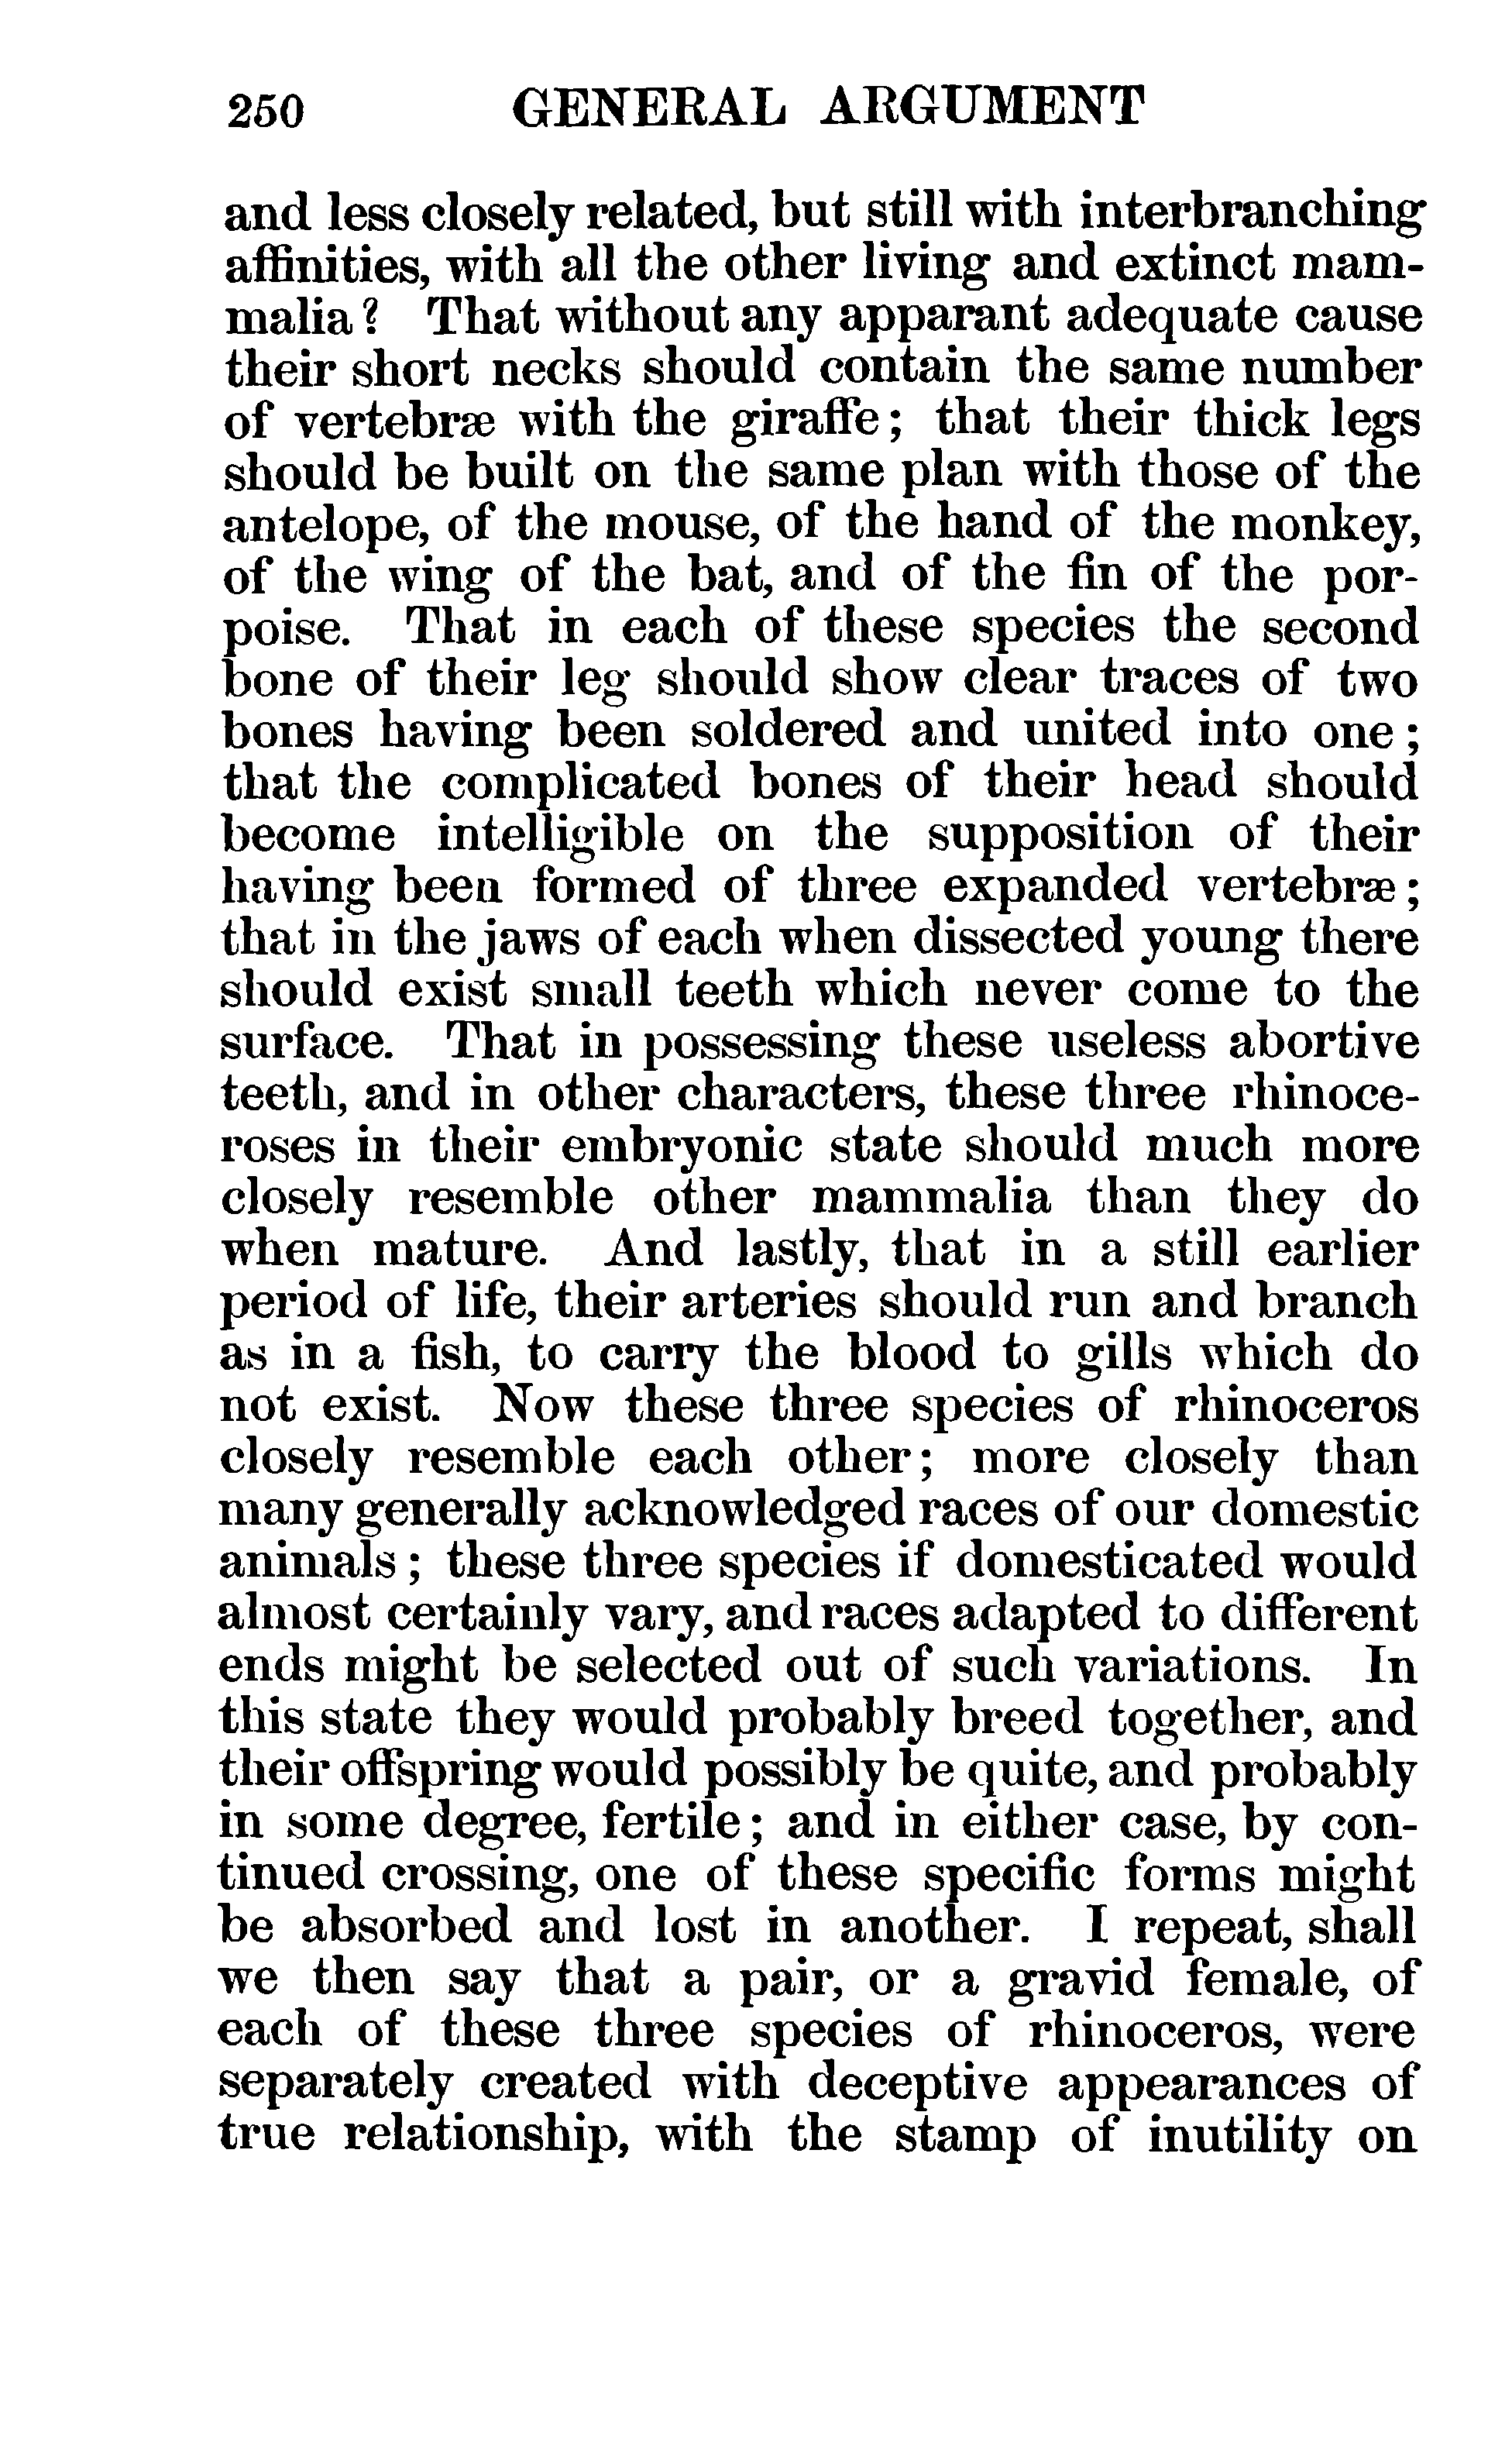 250 GENERAL ARGUMENT
and less closely related, but still with interbranching
affinities, with all the other living and extinct mam-
malia? That without any apparant adequate cause
their short necks should contain the same number
of vertebræ with the giraffe; that their thick legs
should be built on the same plan with those of the
antelope, of the mouse, of the hand of the monkey,
of the wing of the bat, and of the fin of the por-
poise. That in each of these species the second
bone of their leg should show clear traces of two
bones having been soldered and united into one;
that the complicated bones of their head should
become intelligible on the supposition of their
having been formed of three expanded vertebræ;
that in the jaws of each when dissected young there
should exist small teeth which never come to the
surface. That in possessing these useless abortive
teeth, and in other characters, these three rhinoce-
roses in their embryonic state should much more
closely resemble other mammalia than they do
when mature. And lastly, that in a still earlier
period of life, their arteries should run and branch
as in a fish, to carry the blood to gills which do
not exist. Now these three species of rhinoceros
closely resemble each other; more closely than
many generally acknowledged races of our domestic
animals; these three species if domesticated would
almost certainly vary, and races adapted to different
ends might be selected out of such variations. In
this state they would probably breed together, and
their offspring would possibly be quite, and probably
in some degree, fertile; and in either case, by con-
tinued crossing, one of these specific forms might
be absorbed and lost in another. I repeat, shall
we then say that a pair, or a gravid female, of
each of these three species of rhinoceros, were
separately created with deceptive appearances of
true relationship, with the stamp of inutility on